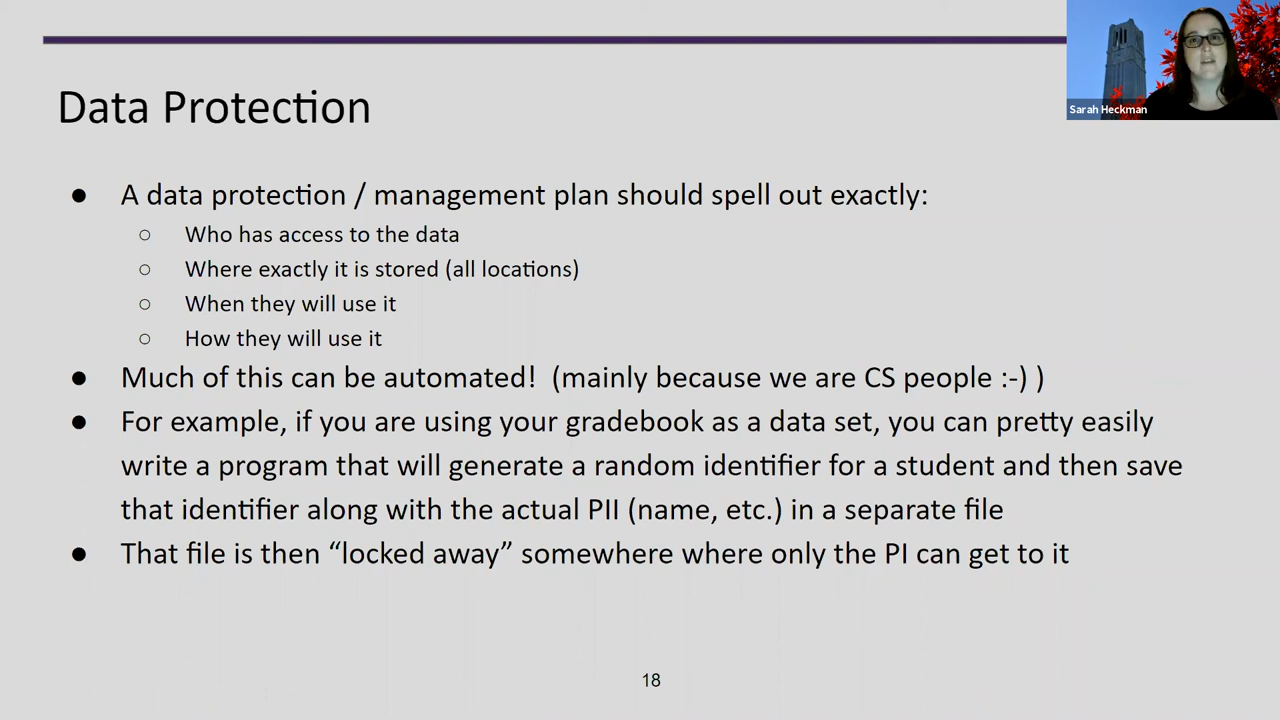 Sarah Heckman
Data Protection
● A data protection / management plan should spell out exactly:
○ Who has access to the data
○ Where exactly it is stored (all locations)
○ When they will use it
○ How they will use it
● Much of this can be automated! (mainly because we are CS people :-) )
● For example, if you are using your gradebook as a data set, you can pretty easily
write a program that will generate a random identifier for a student and then save
that identifier along with the actual PII (name, etc.) in a separate file
● That file is then “locked away” somewhere where only the PI can get to it
18